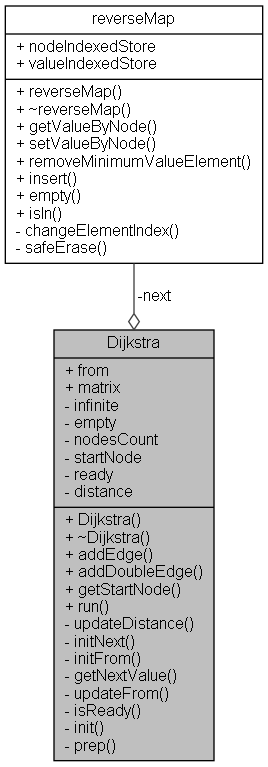 reverseMap
+ nodeIndexedStore
+ valueIndexedStore
+ reverseMap()
+ ~reverseMap()
+ getValueByNode()
+ setValueByNode()
+ removeMinimumValueElement()
+ insert()
+ empty()
+ isIn()
- changeElementIndex()
- safeErase()
-next
Dijkstra
+ from
+ matrix
- infinite
- empty
- nodesCount
- startNode
- ready
- distance
+ Dijkstra()
+ ~Dijkstra()
+ addEdge()
+ addDoubleEdge()
+ getStartNode()
+ run()
- updateDistance()
- initNext()
- initFrom()
- getNextValue()
- updateFrom()
- isReady()
- init()
- prep()